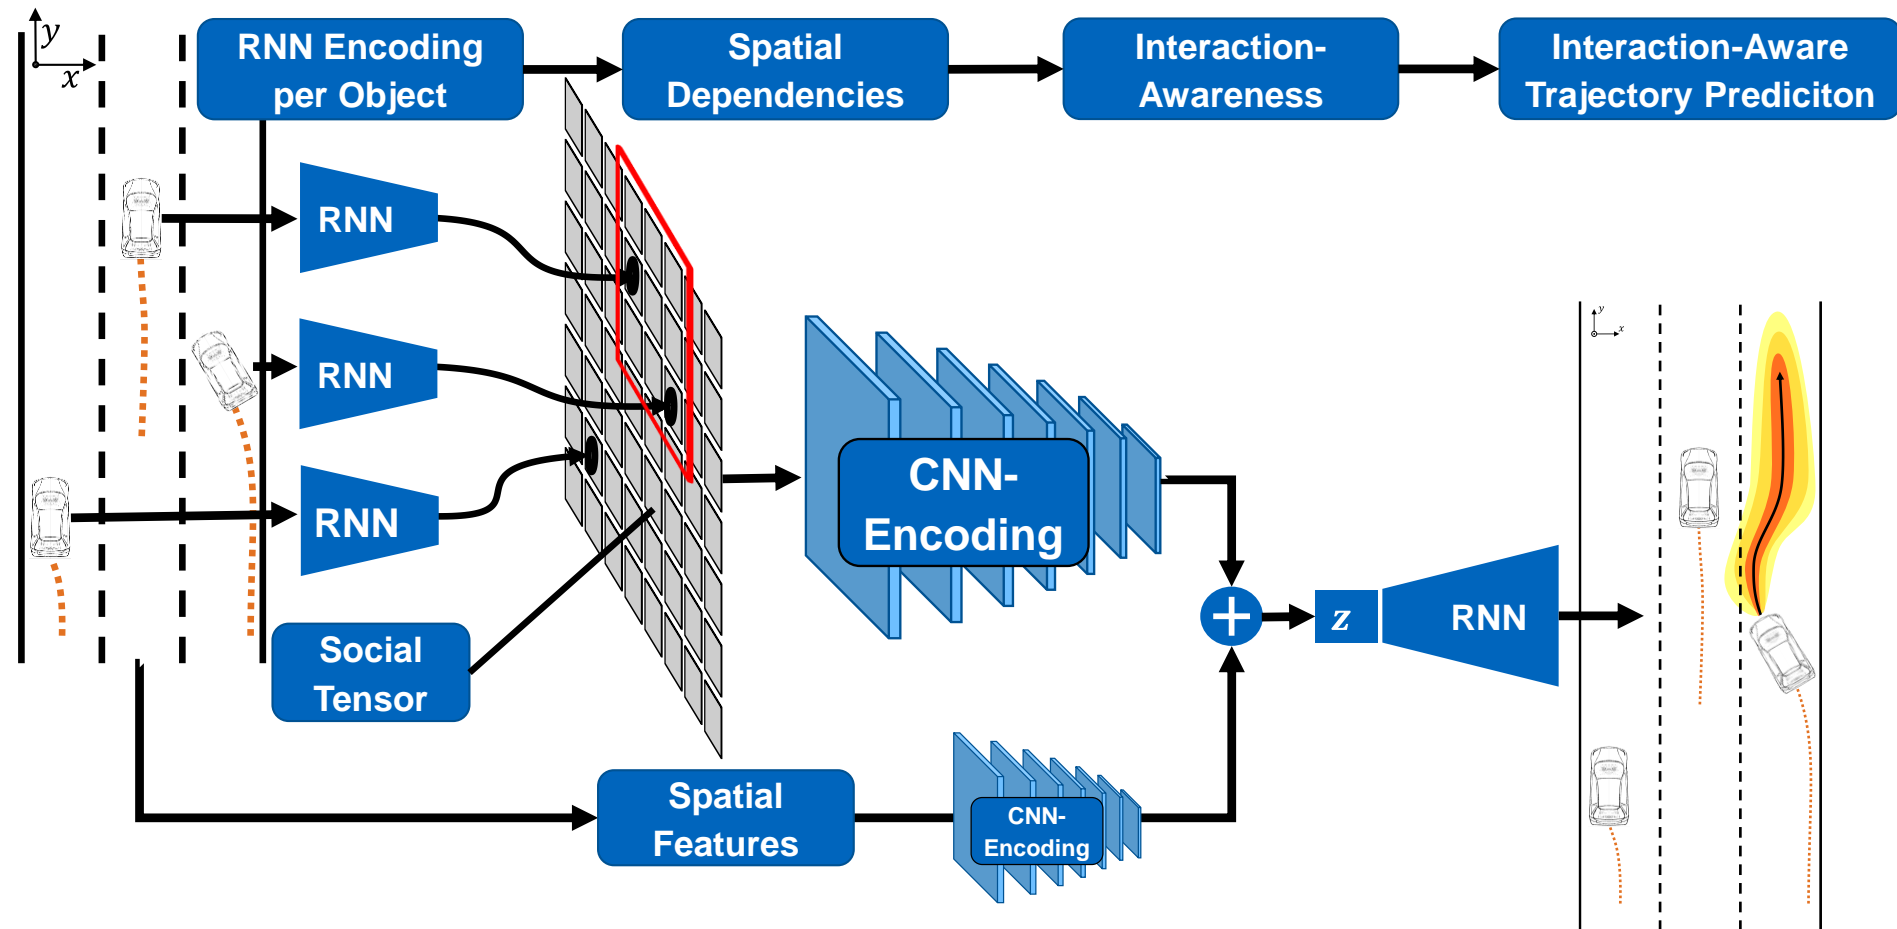 y
x
RNN Encoding
per Object
Spatial
Dependencies
Interaction-
Awareness
Interaction-Aware
Trajectory Prediciton
RNN
RNN
RNN
Social
Tensor
CNN-
Encoding
Spatial
Features
CNN-
Encoding
z
RNN
y
x